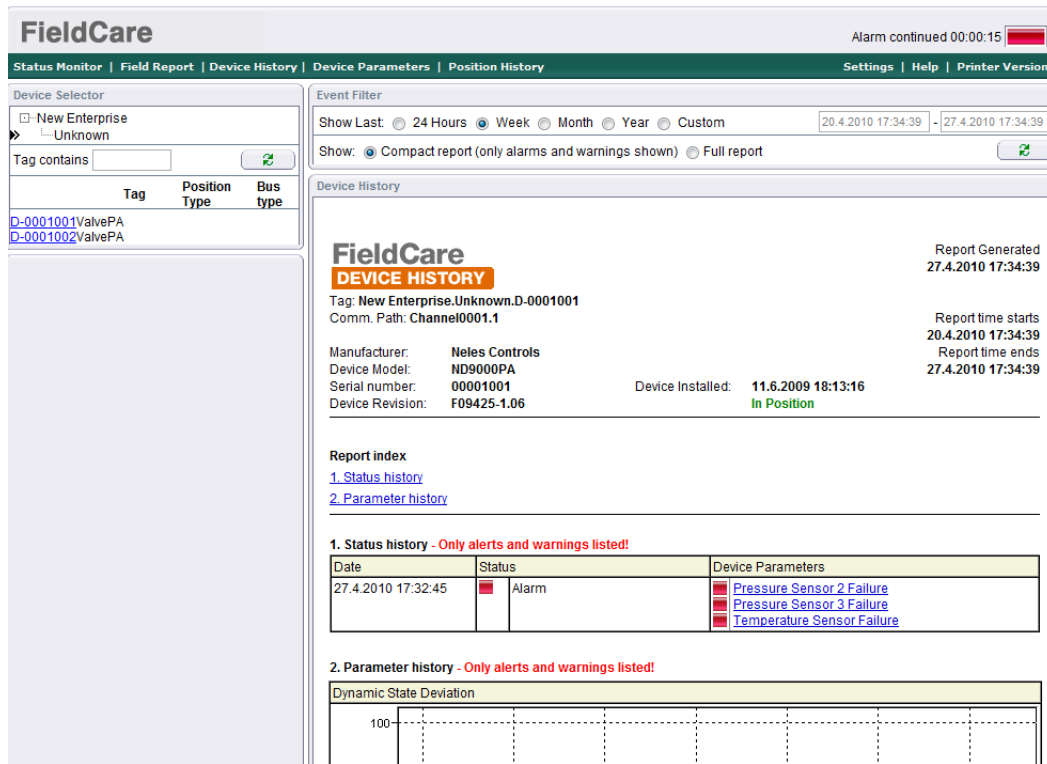 FieldCare
Alarm continued 00:00:15
Status Monitor | Field Report | Device History | Device Parameters | Position History
Settings | Help | Printer Version
Device Selector
New Enterprise
Unknown
Tag contains
Tag Position Type Bus type
D-0001001ValvePA
D-0001002ValvePA
Event Filter
Show Last: 24 Hours Week Month Year Custom 20.4.2010 17:34:39 - 27.4.2010 17:34:39
Show: Compact report (only alarms and warnings shown) Full report
Device History
FieldCare
DEVICE HISTORY
Report Generated
27.4.2010 17:34:39
Tag: New Enterprise.Unknown.D-0001001
Comm. Path: Channel0001.1
Report time starts
20.4.2010 17:34:39
Report time ends
27.4.2010 17:34:39
Manufacturer: Neles Controls
Device Model: ND9000PA
Serial number: 00001001 Device Installed: 11.6.2009 18:13:16
Device Revision: F09425-1.06 In Position
Report index
1. Status history
2. Parameter history
1. Status history - Only alerts and warnings listed!
Date Status Device Parameters
27.4.2010 17:32:45 Alarm Pressure Sensor 2 Failure
Pressure Sensor 3 Failure
Temperature Sensor Failure
2. Parameter history - Only alerts and warnings listed!
Dynamic State Deviation
100